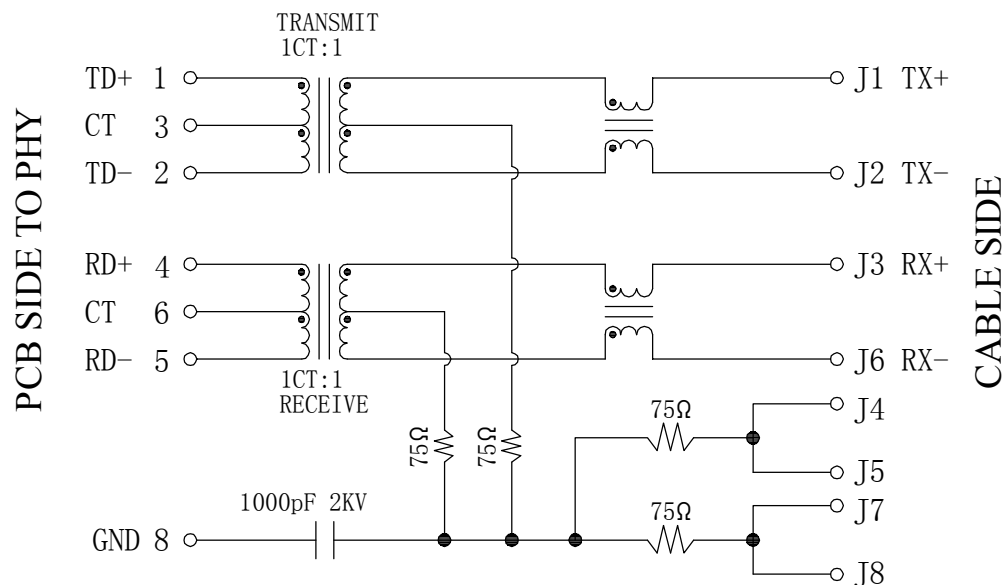 TRANSMIT
1CT:1
PCB SIDE TO PHY
TD+ 1
CT 3
TD- 2
RD+ 4
CT 6
RD- 5
1CT:1
RECEIVE
J1 TX+
J2 TX-
J3 RX+
J6 RX-
CABLE SIDE
75Ω
75Ω
75Ω
J4
J5
1000pF 2KV
GND 8
75Ω
J7
J8